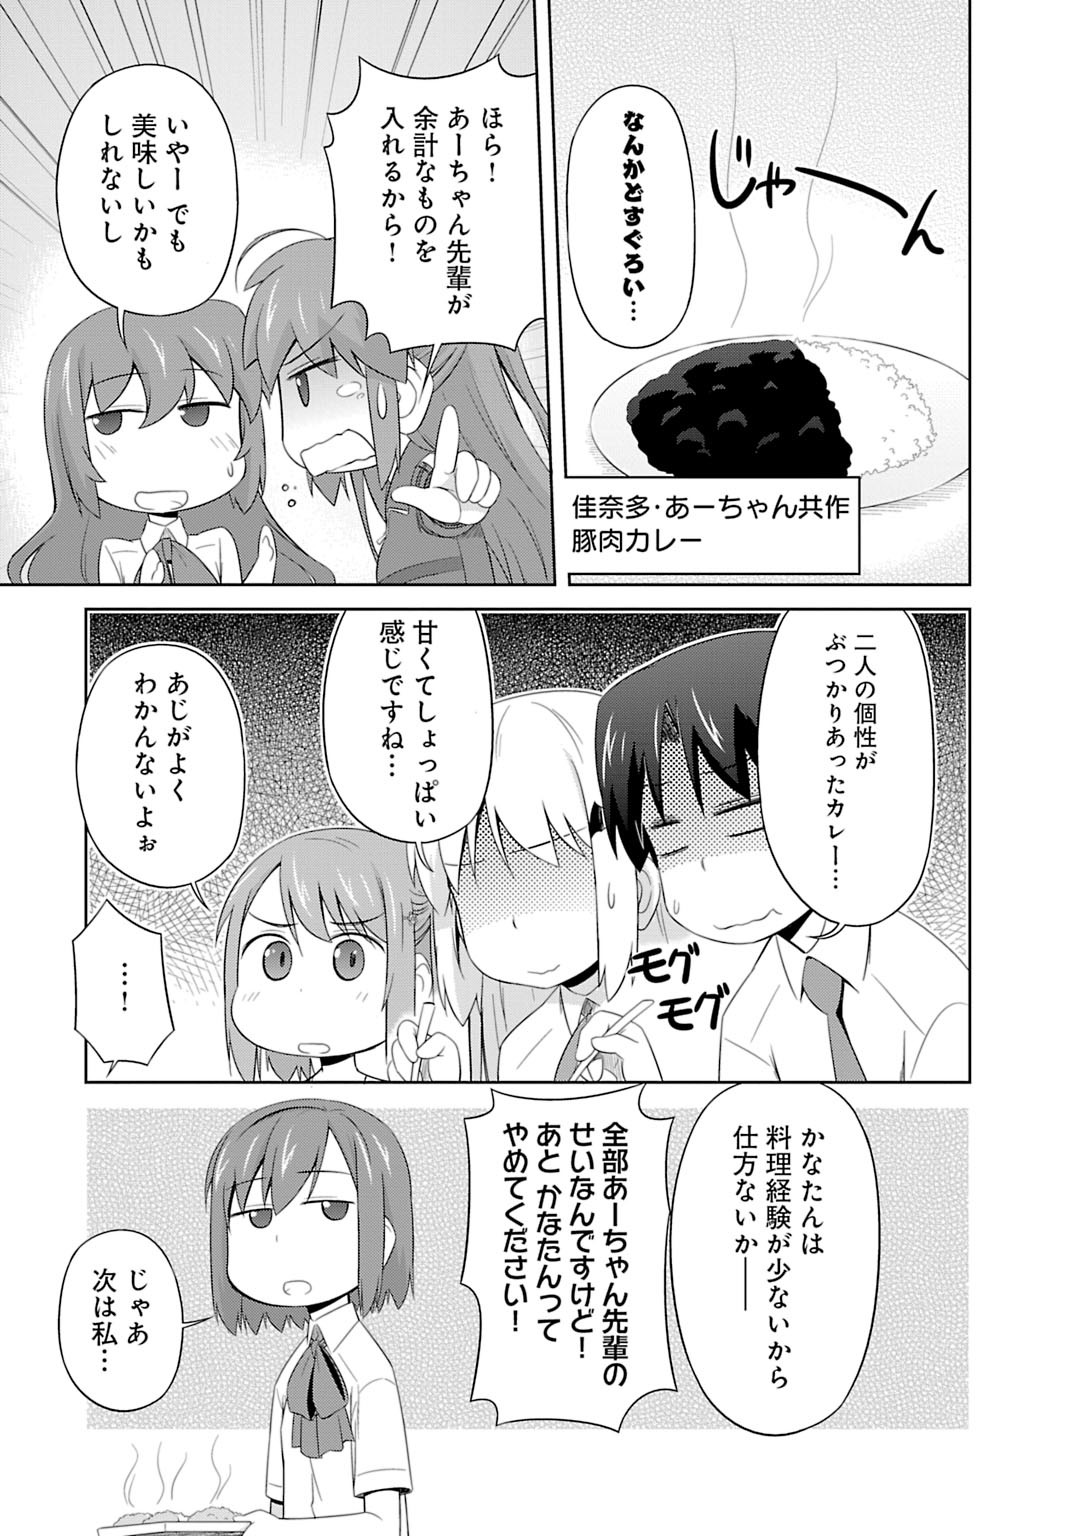 じゃーん
なんかどすぐろい…
佳奈多・あーちゃん共作
豚肉カレー
ほら！
あーちゃん先輩が
余計なものを
入れるから！
いやー でも
美味しいかも
しれないし
二人の個性が
ぶつかりあったカレー…
モグ
モグ
甘くてしょっぱい
感じですね…
あじがよく
わかんないよぉ
…！
かなたんは
料理経験が少ないから
仕方ないか──
全部あーちゃん先輩の
せいなんですけど！
あと かなたんって
やめてください！
じゃあ
次は私…